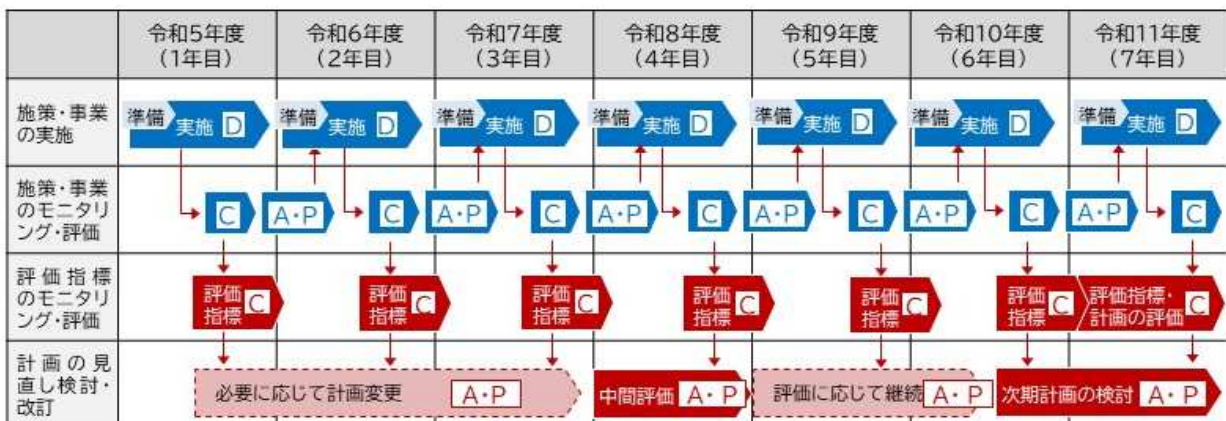 令和5年度
(1年目)
令和6年度
(2年目)
令和7年度
(3年目)
令和8年度
(4年目)
令和9年度
(5年目)
令和10年度
(6年目)
令和11年度
(7年目)
施策・事業
の実施
準備 実施 D
準備 実施 D
準備 実施 D
準備 実施 D
準備 実施 D
準備 実施 D
準備 実施 D
施策・事業
のモニタリ
ング・評価
C
A・P
C
A・P
C
A・P
C
A・P
C
A・P
C
A・P
C
評価指標
のモニタリ
ング・評価
評価
指標 C
評価
指標 C
評価
指標 C
評価
指標 C
評価
指標 C
評価
指標 C
評価指標・
計画の評価 C
計画の見
直し検討・
改訂
必要に応じて計画変更 A・P
中間評価 A・P
評価に応じて継続 A・P
次期計画の検討 A・P